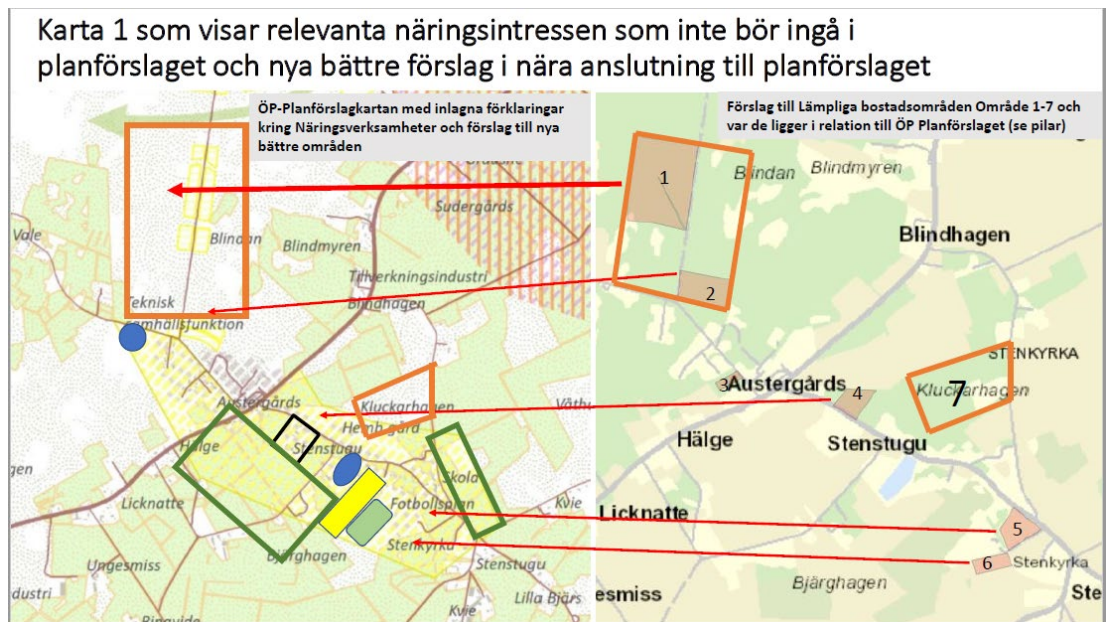 Karta 1 som visar relevanta näringsintressen som inte bör ingå i
planförslaget och nya bättre förslag i nära anslutning till planförslaget
ÖP-Planförslagkartan med inlagna förklaringar
kring Näringsverksamheter och förslag till nya
bättre områden
Sudergårds
Vale
Blindan
Blindmyren
Tillverkningsindustri
Blindhagen
Teknisk
samhällsfunktion
Austergårds
Kluckarhagen
Hemb.gård
Hälge
Stenstugu
Skola
Licknatte
Fotbollsplan
Kvie
Stenkyrka
Bjärghagen
Stenstugu
Ungesmiss
dustri
Lilla Bjärs
Kvie
Förslag till Lämpliga bostadsområden Område 1-7 och
var de ligger i relation till ÖP Planförslaget (se pilar)
1
Blindan
Blindmyren
Blindhagen
2
STENKYRKA
3
Austergårds
4
Kluckarhagen
7
Hälge
Stenstugu
Licknatte
5
6
Stenkyrka
Bjärghagen
esmiss
Ste